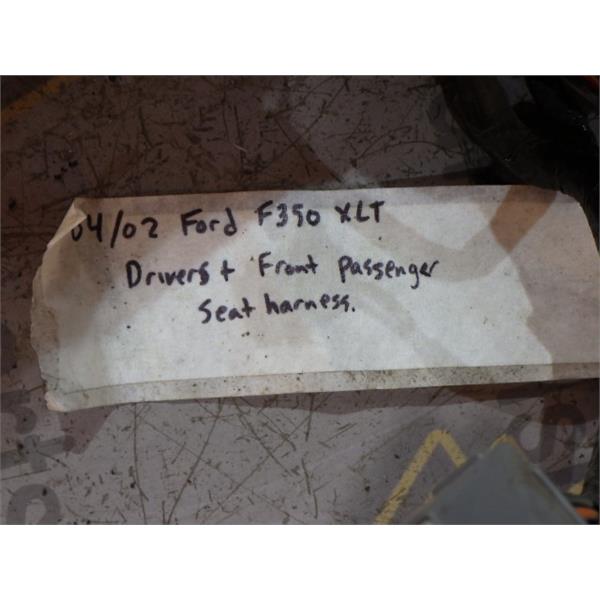 04/02 Ford F350 XLT
Drivers + Front Passenger
Seat harness.